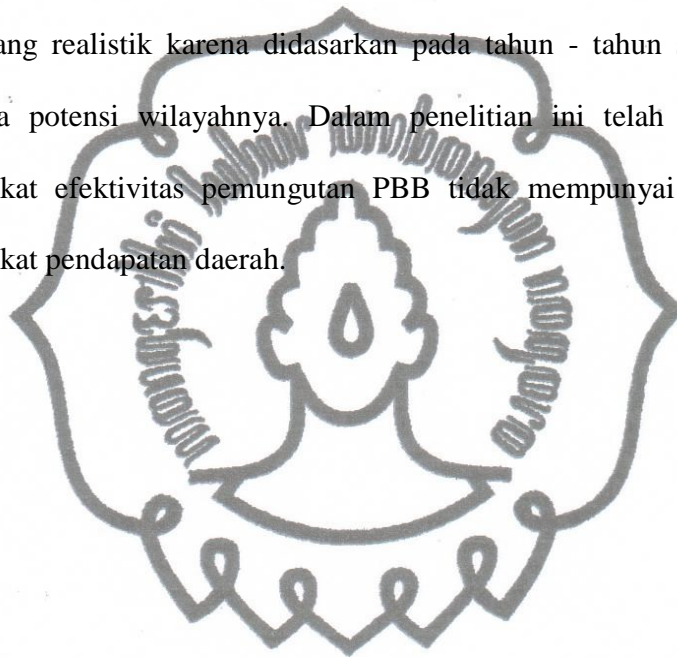 ang realistik karena didasarkan pada tahun - tahun
a potensi wilayahnya. Dalam penelitian ini telah
kat efektivitas pemungutan PBB tidak mempunyai
kat pendapatan daerah.